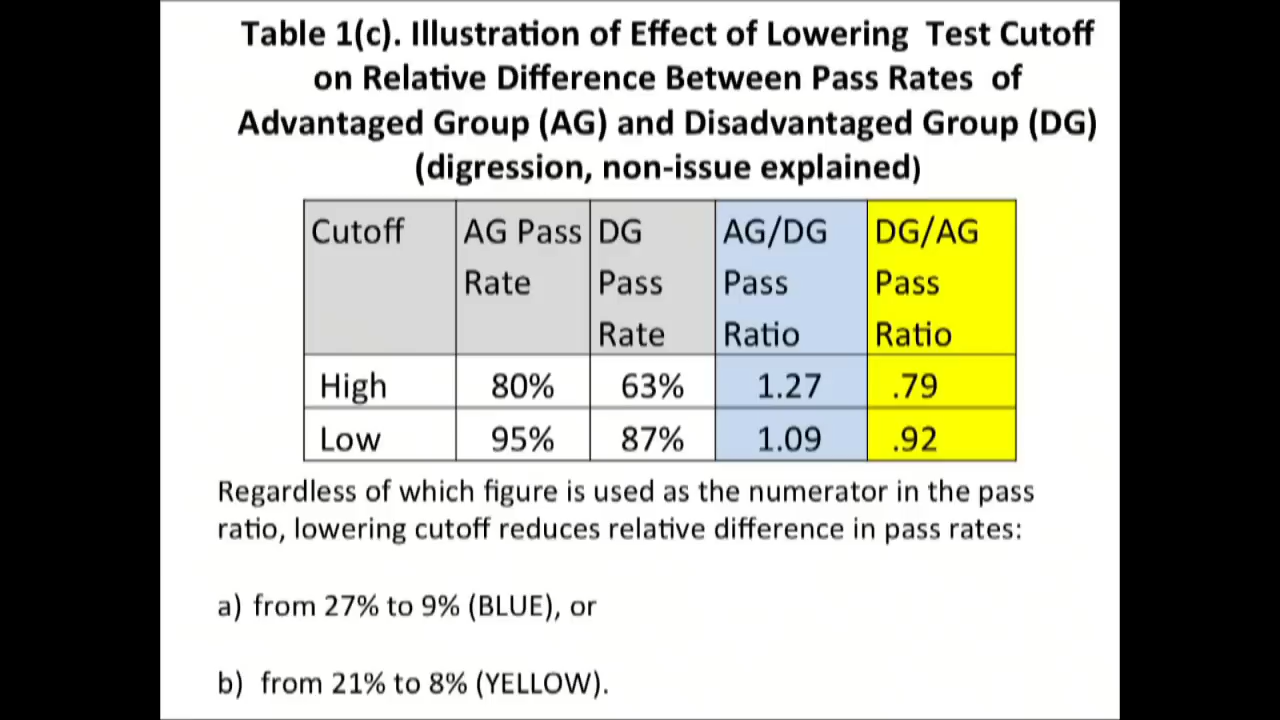 Table 1(c). Illustration of Effect of Lowering Test Cutoff
on Relative Difference Between Pass Rates of
Advantaged Group (AG) and Disadvantaged Group (DG)
(digression, non-issue explained)
Cutoff AG Pass Rate DG Pass Rate AG/DG Pass Ratio DG/AG Pass Ratio
High 80% 63% 1.27 .79
Low 95% 87% 1.09 .92
Regardless of which figure is used as the numerator in the pass
ratio, lowering cutoff reduces relative difference in pass rates:
a) from 27% to 9% (BLUE), or
b) from 21% to 8% (YELLOW).